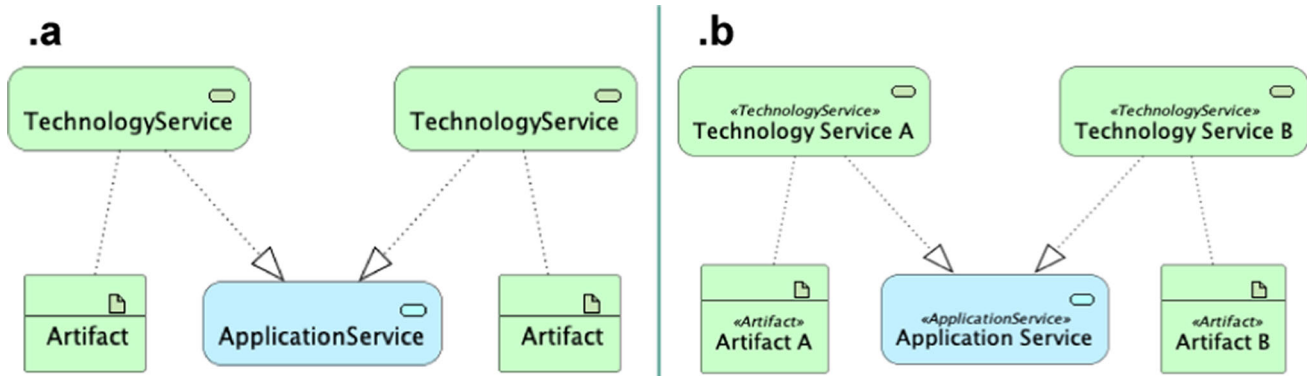 .a
TechnologyService
TechnologyService
Artifact
ApplicationService
Artifact
.b
«TechnologyService»
Technology Service A
«TechnologyService»
Technology Service B
«Artifact»
Artifact A
«ApplicationService»
Application Service
«Artifact»
Artifact B